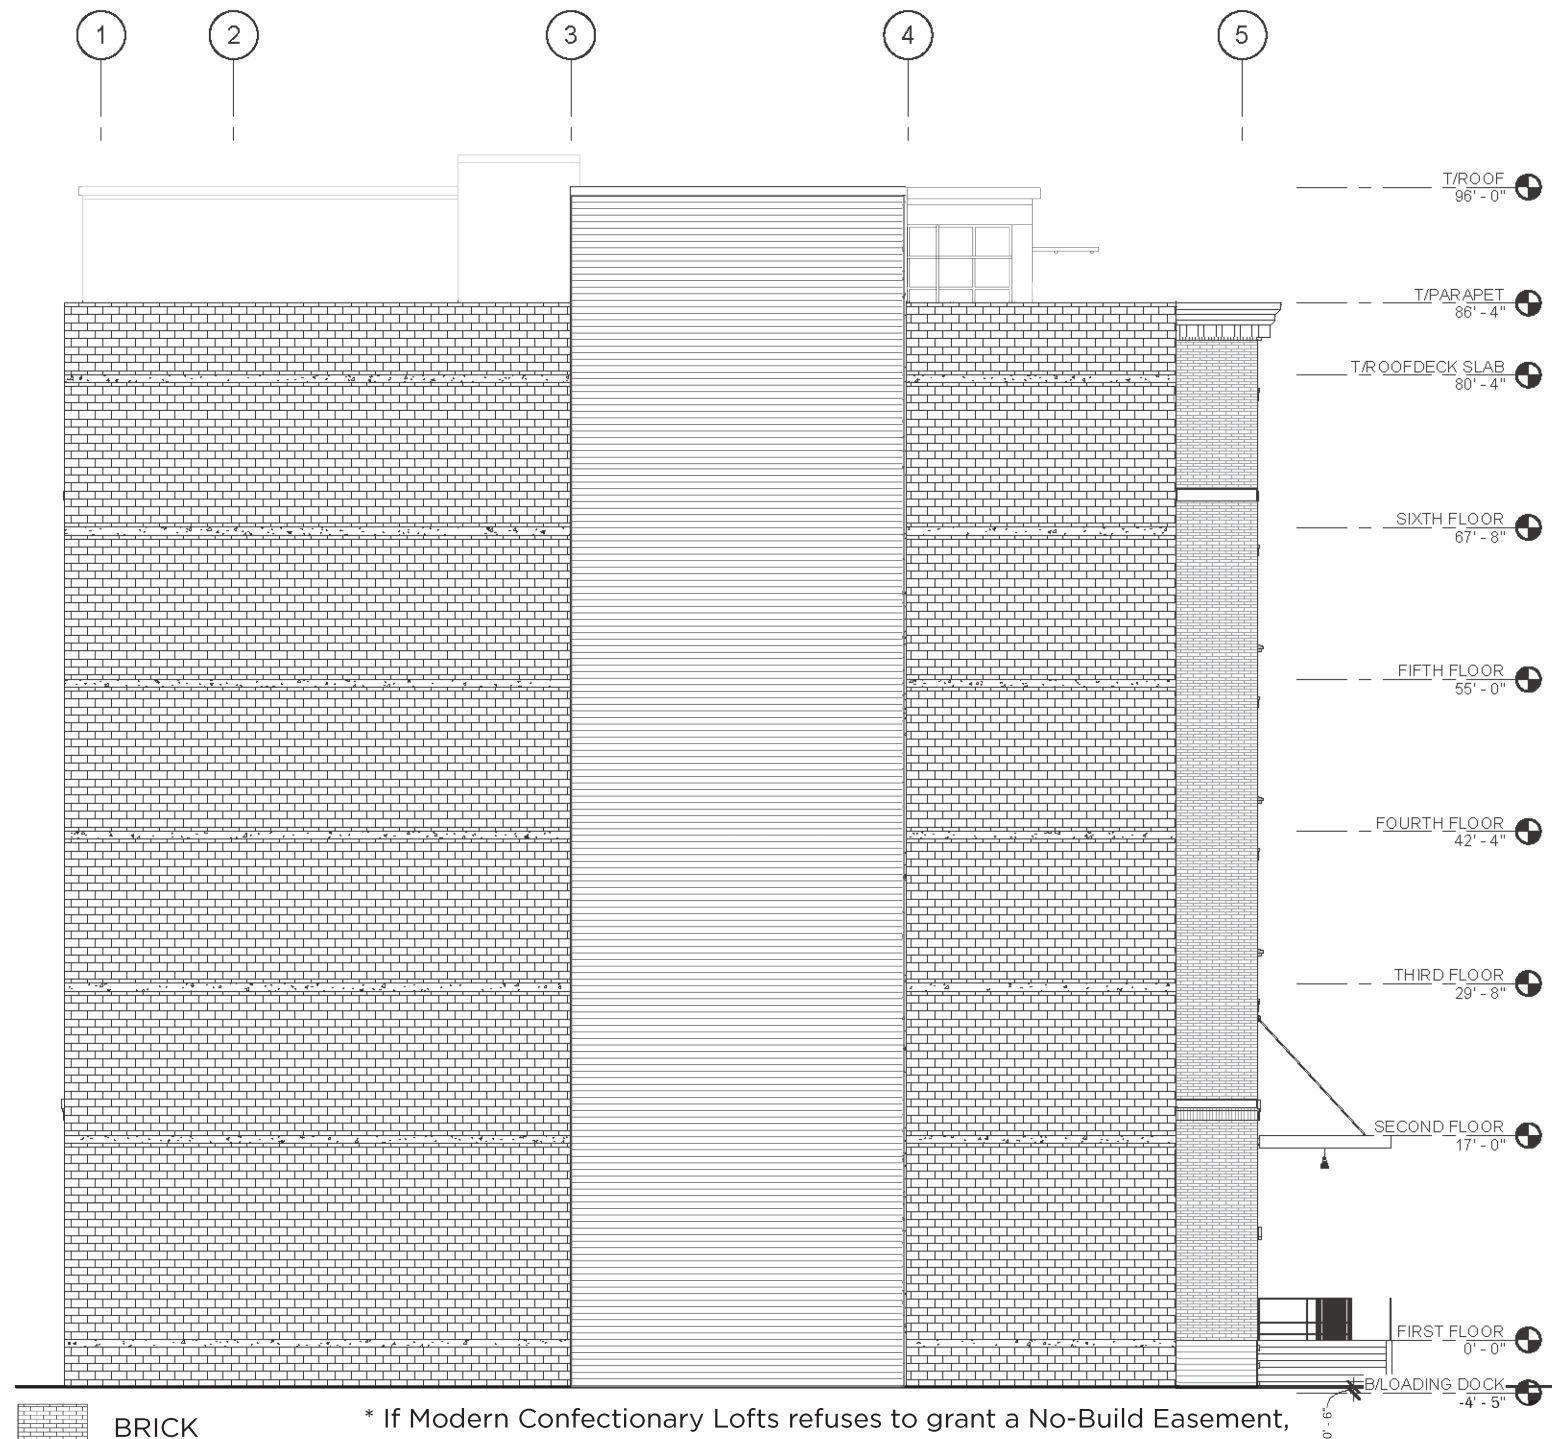 1 2 3 4 5
T/ROOF
96' - 0"
T/PARAPET
86' - 4"
T/ROOFDECK SLAB
80' - 4"
SIXTH FLOOR
67' - 8"
FIFTH FLOOR
55' - 0"
FOURTH FLOOR
42' - 4"
THIRD FLOOR
29' - 8"
SECOND FLOOR
17' - 0"
FIRST FLOOR
0' - 0"
B/LOADING DOCK
-4' - 5"
0' - 6"
BRICK
* If Modern Confectionary Lofts refuses to grant a No-Build Easement,